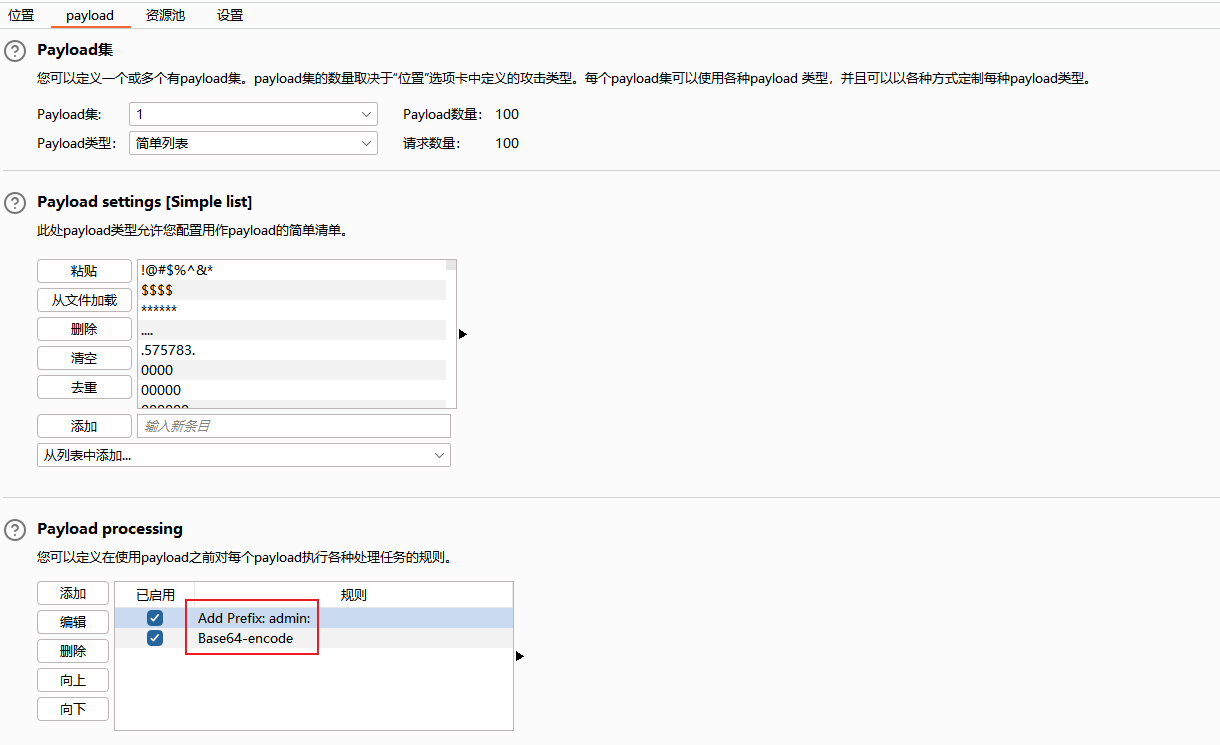 位置 payload 资源池 设置
Payload集
您可以定义一个或多个有payload集。payload集的数量取决于“位置”选项卡中定义的攻击类型。每个payload集可以使用各种payload 类型，并且可以以各种方式定制每种payload类型。
Payload集: 1 Payload数量: 100
Payload类型: 简单列表 请求数量: 100
Payload settings [Simple list]
此处payload类型允许您配置用作payload的简单清单。
粘贴 !@#$%^&*
从文件加载 $$$$
******
删除 ....
清空 .575783.
0000
去重 00000
添加 输入新条目
从列表中添加...
Payload processing
您可以定义在使用payload之前对每个payload执行各种处理任务的规则。
添加 已启用 规则
编辑 Add Prefix: admin:
Base64-encode
删除
向上
向下